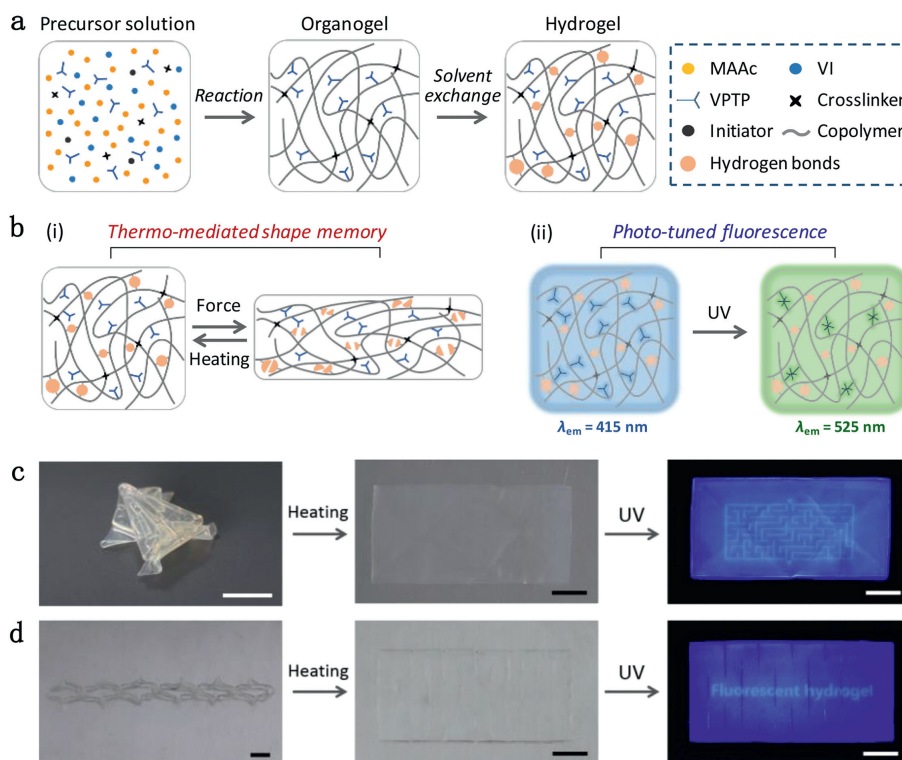 a
Precursor solution
Organogel
Hydrogel
Reaction
Solvent
exchange
MAAc
VI
VPTP
Crosslinker
Initiator
Copolymer
Hydrogen bonds
b
(i)
Thermo-mediated shape memory
Force
Heating
(ii)
Photo-tuned fluorescence
UV
λem = 415 nm
λem = 525 nm
c
Heating
UV
d
Heating
UV
Fluorescent hydrogel